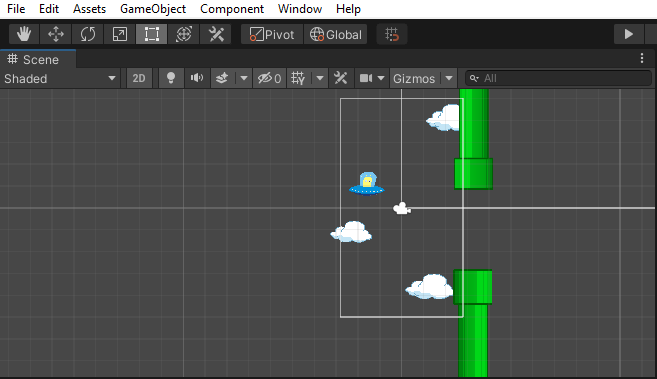 File Edit Assets GameObject Component Window Help
Pivot Global
Scene
Shaded 2D 0 Gizmos All